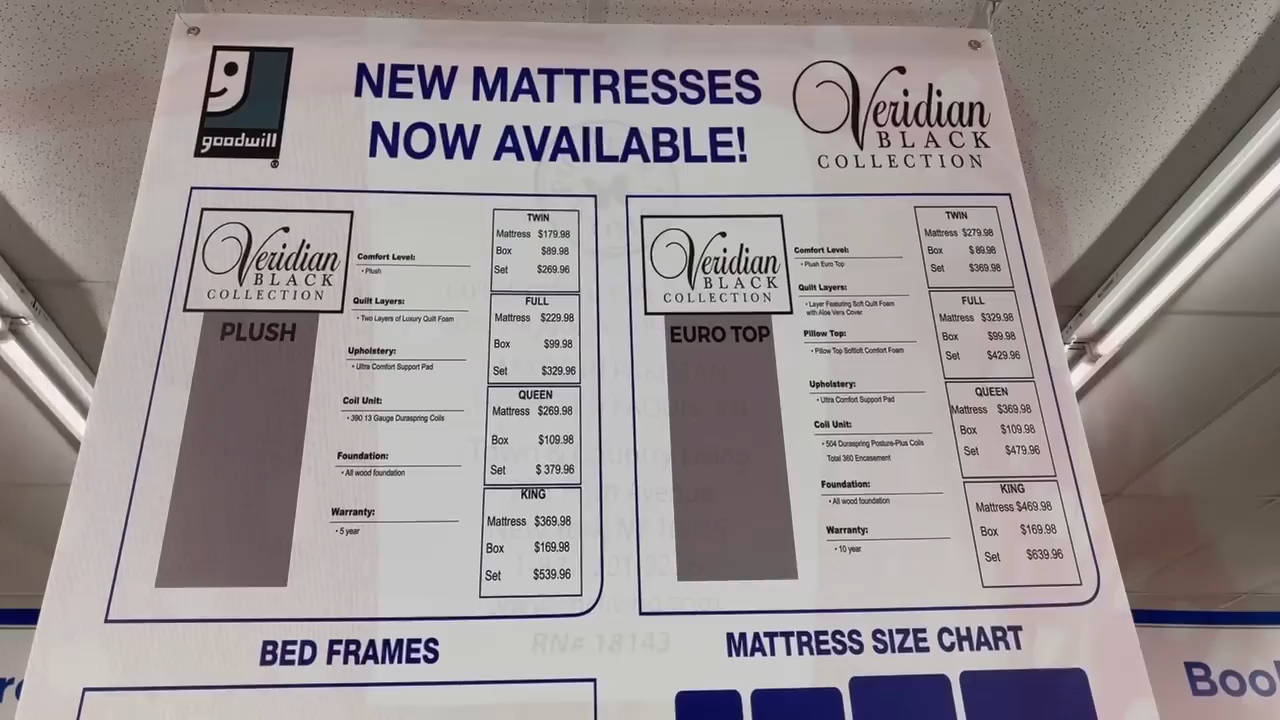 goodwill
®
NEW MATTRESSES
NOW AVAILABLE!
Veridian
BLACK
COLLECTION
Veridian
BLACK
COLLECTION
PLUSH
Comfort Level:
• Plush
Quilt Layers:
• Two Layers of Luxury Quilt Foam
Upholstery:
• Ultra Comfort Support Pad
Coil Unit:
• 390 13 Gauge Duraspring Coils
Foundation:
• All wood foundation
Warranty:
• 5 year
TWIN
Mattress $179.98
Box $89.98
Set $269.96
FULL
Mattress $229.98
Box $99.98
Set $329.96
QUEEN
Mattress $269.98
Box $109.98
Set $ 379.96
KING
Mattress $369.98
Box $169.98
Set $539.96
Veridian
BLACK
COLLECTION
EURO TOP
Comfort Level:
• Plush Euro Top
Quilt Layers:
• Layer Featuring Soft Quilt Foam
with Aloe Vera Cover
Pillow Top:
• Pillow Top Softloft Comfort Foam
Upholstery:
• Ultra Comfort Support Pad
Coil Unit:
• 504 Duraspring Posture-Plus Coils
Total 360 Encasement
Foundation:
• All wood foundation
Warranty:
• 10 year
TWIN
Mattress $279.98
Box $89.98
Set $369.98
FULL
Mattress $329.98
Box $99.98
Set $429.96
QUEEN
Mattress $369.98
Box $109.98
Set $479.96
KING
Mattress $469.98
Box $169.98
Set $639.96
BED FRAMES
MATTRESS SIZE CHART
RN# 18143
Boo